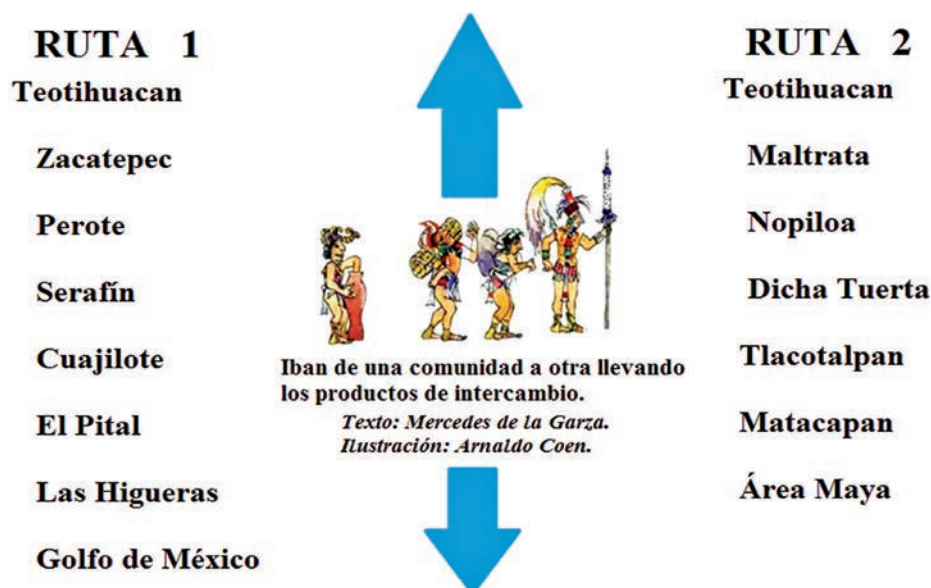 RUTA 1
Teotihuacan
Zacatepec
Perote
Serafín
Cuajilote
El Pital
Las Higueras
Golfo de México
Iban de una comunidad a otra llevando
los productos de intercambio.
Texto: Mercedes de la Garza.
Ilustración: Arnaldo Coen.
RUTA 2
Teotihuacan
Maltrata
Nopiloa
Dicha Tuerta
Tlacotalpan
Matacapan
Área Maya